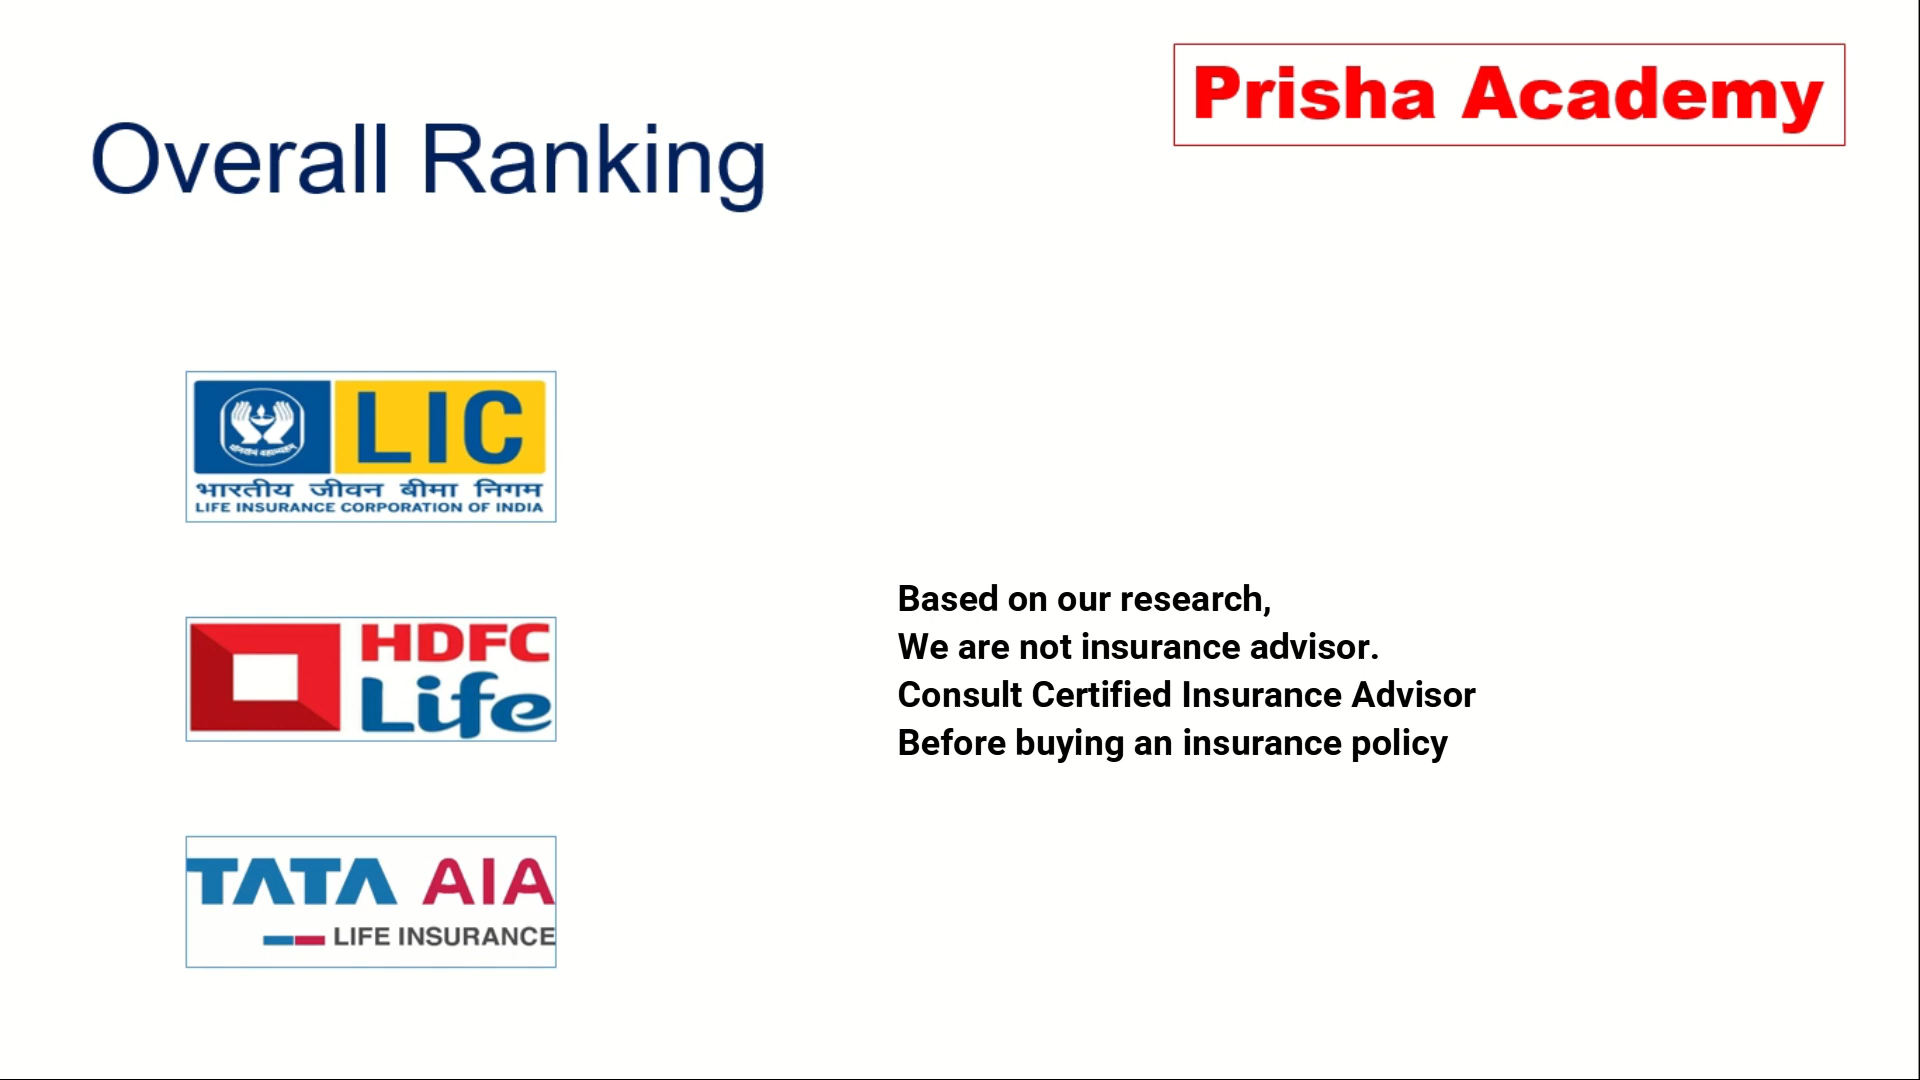 Prisha Academy
Overall Ranking
LIC
भारतीय जीवन बीमा निगम
LIFE INSURANCE CORPORATION OF INDIA
HDFC
Life
Based on our research,
We are not insurance advisor.
Consult Certified Insurance Advisor
Before buying an insurance policy
TATA AIA
LIFE INSURANCE